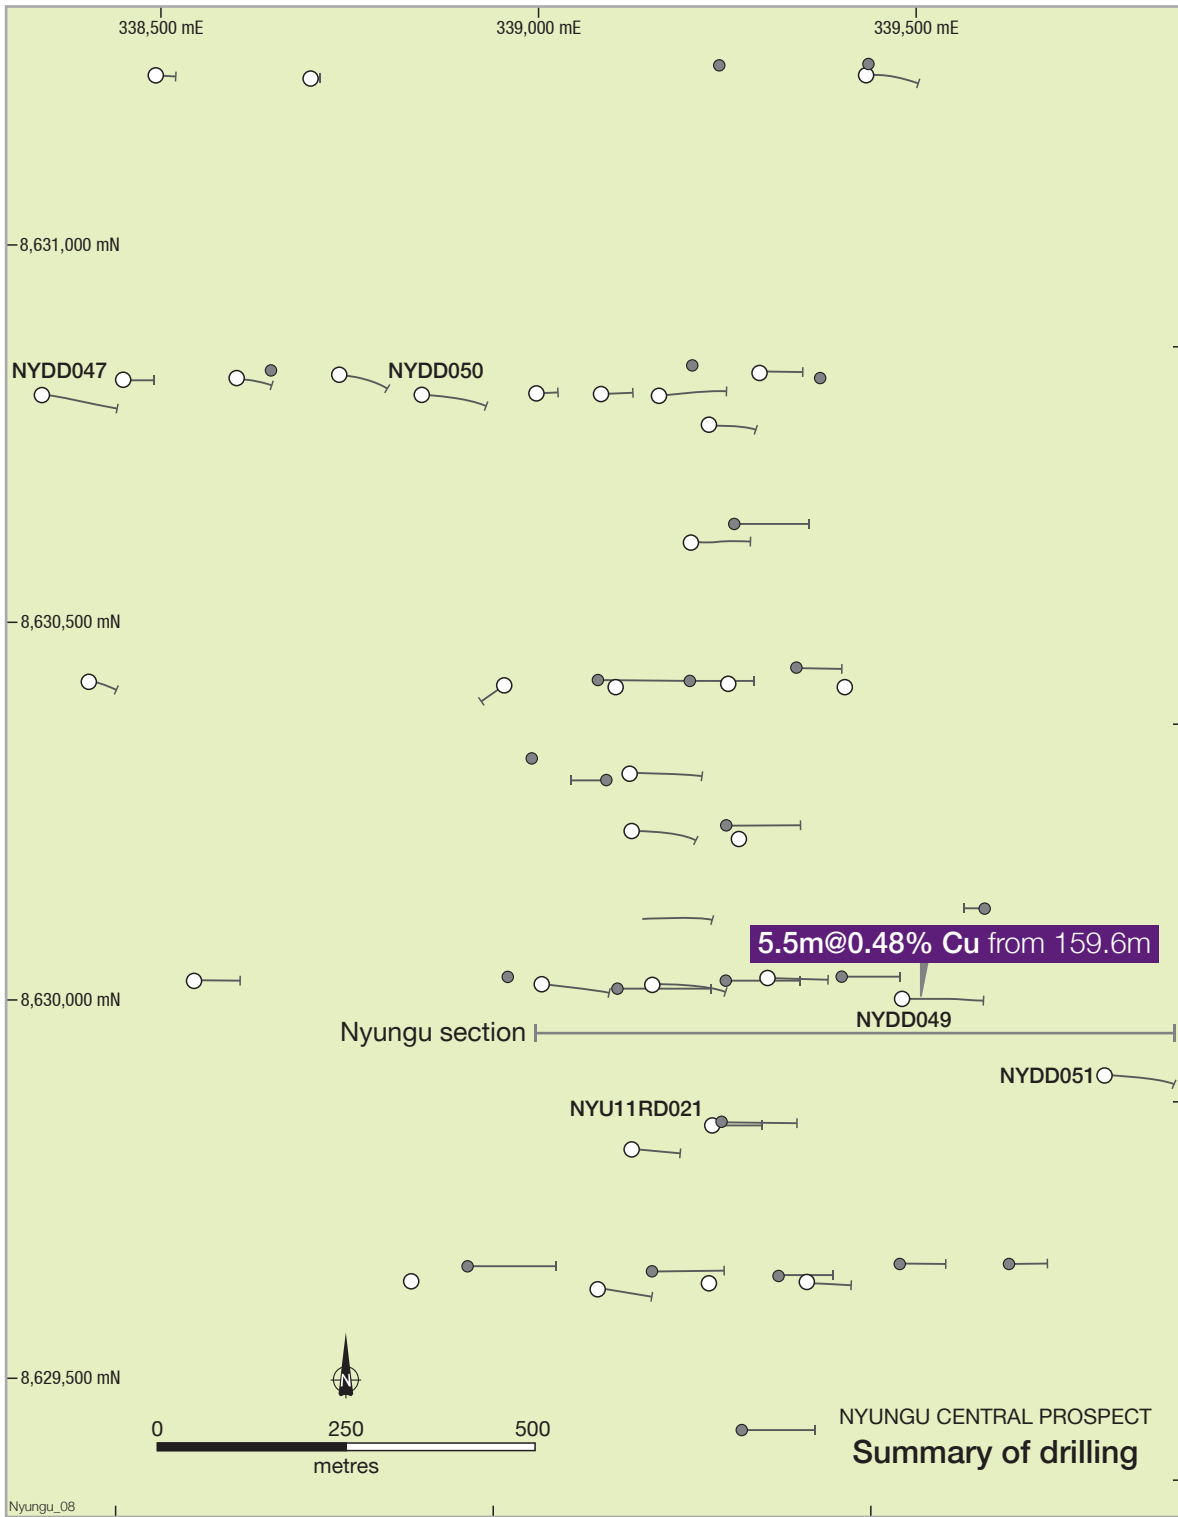 338,500 mE
339,000 mE
339,500 mE
8,631,000 mN
NYDD047
NYDD050
8,630,500 mN
5.5m@0.48% Cu from 159.6m
8,630,000 mN
NYDD049
Nyungu section
NYDD051
NYU11RD021
N
8,629,500 mN
0 250 500
metres
NYUNGU CENTRAL PROSPECT
Summary of drilling
Nyungu_08